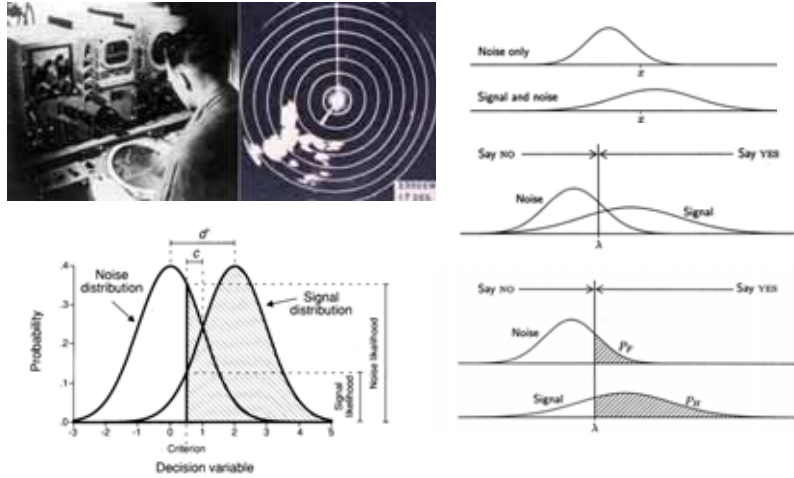 Noise only
x
Signal and noise
x
Say NO
Say YES
Noise
Signal
λ
d'
c
.4
.3
.2
.1
.0
Probability
Noise
distribution
Signal
distribution
Signal
likelihood
Noise likelihood
-3
-2
-1
0
1
2
3
4
5
Criterion
Decision variable
Say NO
Say YES
Noise
PF
Signal
PH
λ